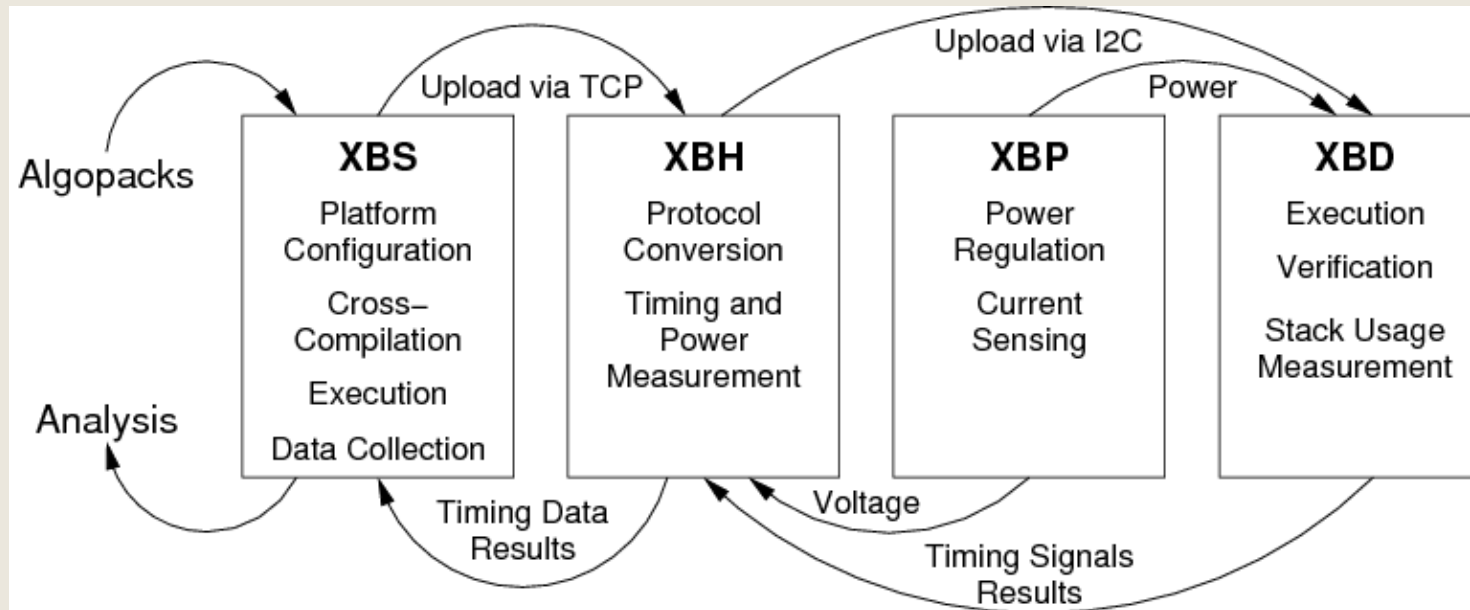 Upload via I2C
Upload via TCP
Power
Algopacks
XBS
Platform
Configuration
Cross-
Compilation
Execution
Data Collection
XBH
Protocol
Conversion
Timing and
Power
Measurement
XBP
Power
Regulation
Current
Sensing
XBD
Execution
Verification
Stack Usage
Measurement
Analysis
Timing Data
Results
Voltage
Timing Signals
Results